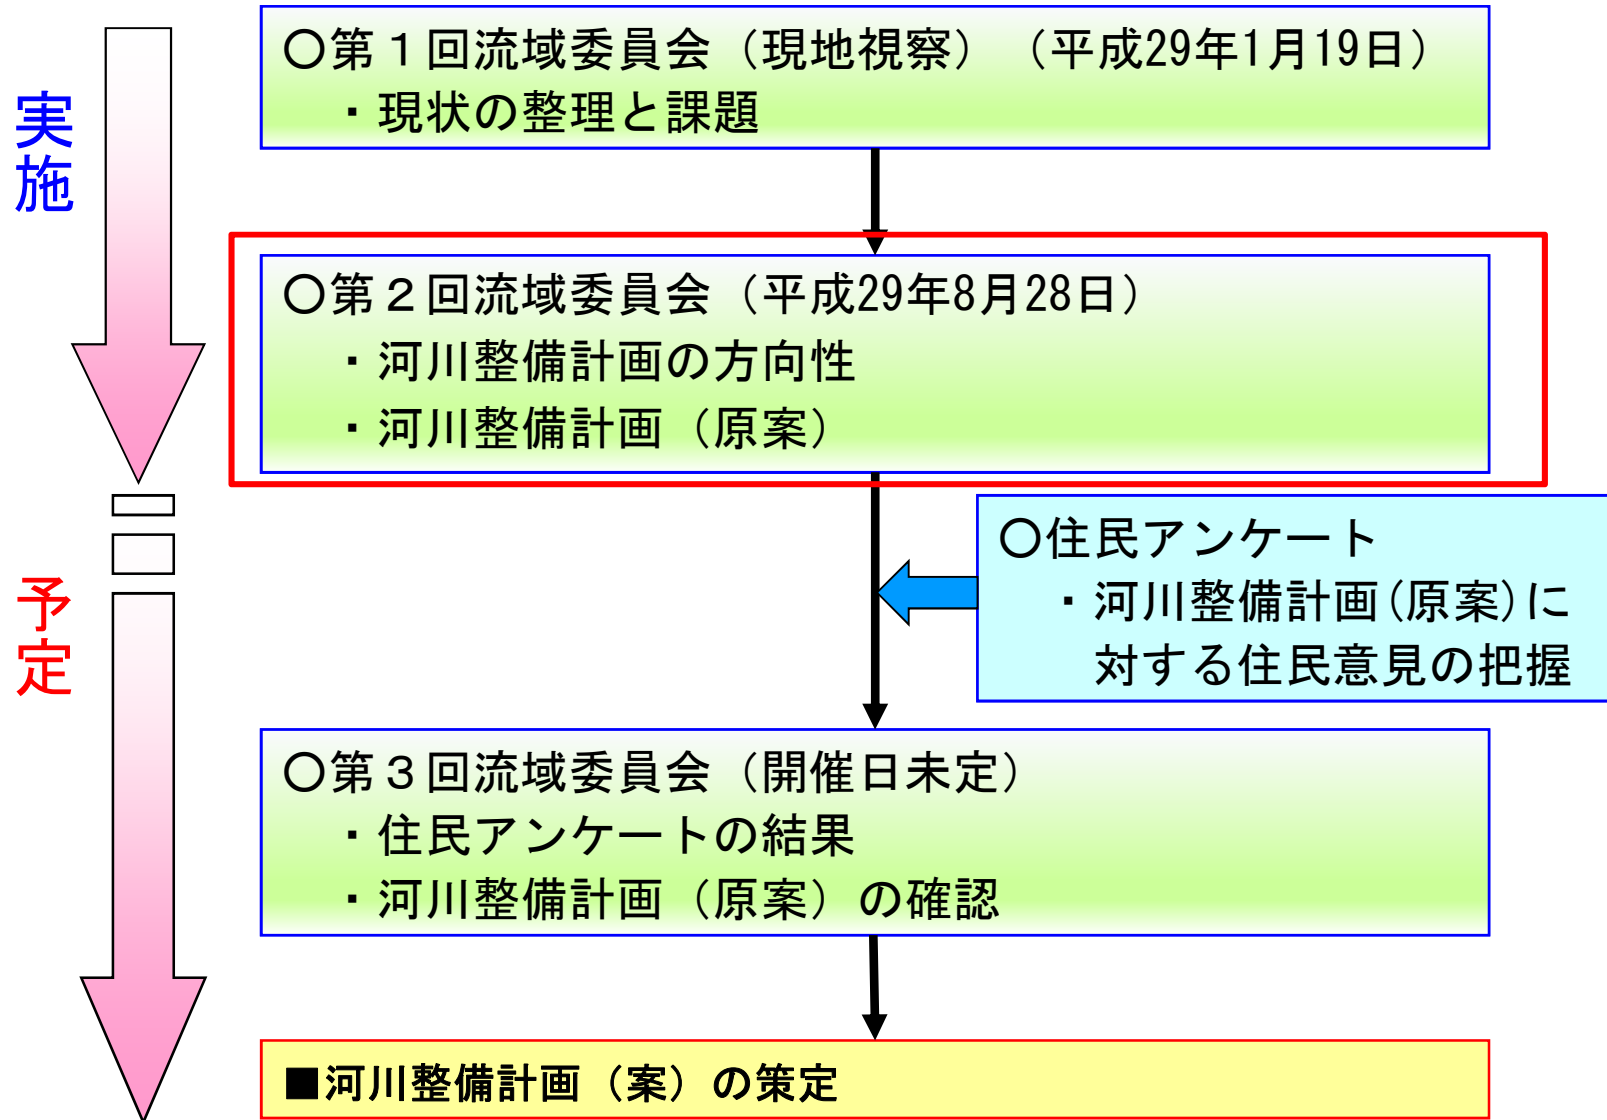 実施
〇第１回流域委員会（現地視察）（平成29年1月19日）
・現状の整理と課題
〇第２回流域委員会（平成29年8月28日）
・河川整備計画の方向性
・河川整備計画（原案）
〇住民アンケート
・河川整備計画(原案)に
対する住民意見の把握
予定
〇第３回流域委員会（開催日未定）
・住民アンケートの結果
・河川整備計画（原案）の確認
■河川整備計画（案）の策定